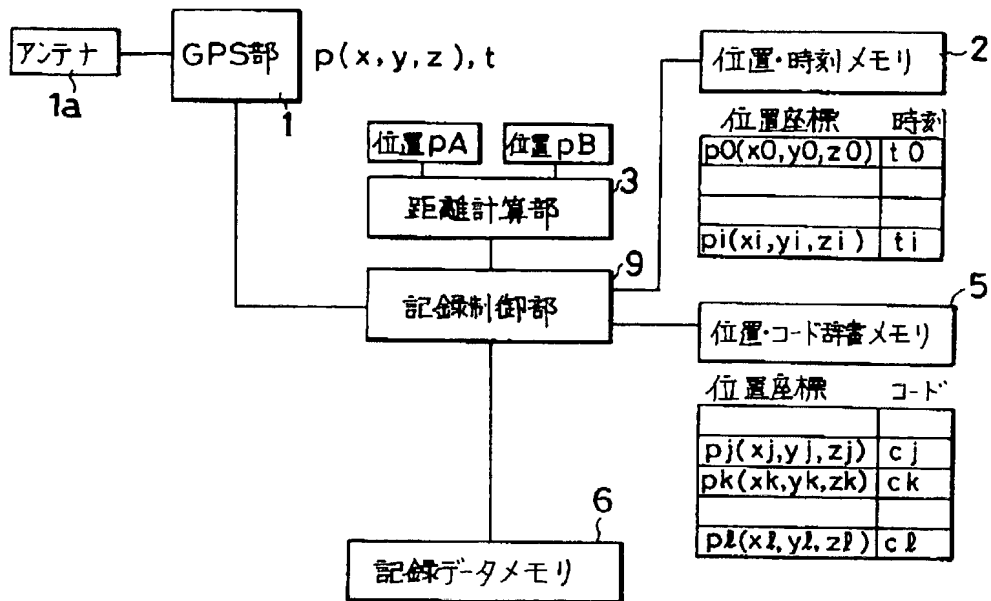 アンテナ
1a
GPS部
1
p(x,y,z),t
位置・時刻メモリ
2
位置座標 時刻
p0(x0,y0,z0) t0
pi(xi,yi,zi) ti
位置pA
位置pB
距離計算部
3
記録制御部
9
位置・コード辞書メモリ
5
位置座標 コード
pj(xj,yj,zj) cj
pk(xk,yk,zk) ck
pℓ(xℓ,yℓ,zℓ) cℓ
記録データメモリ
6